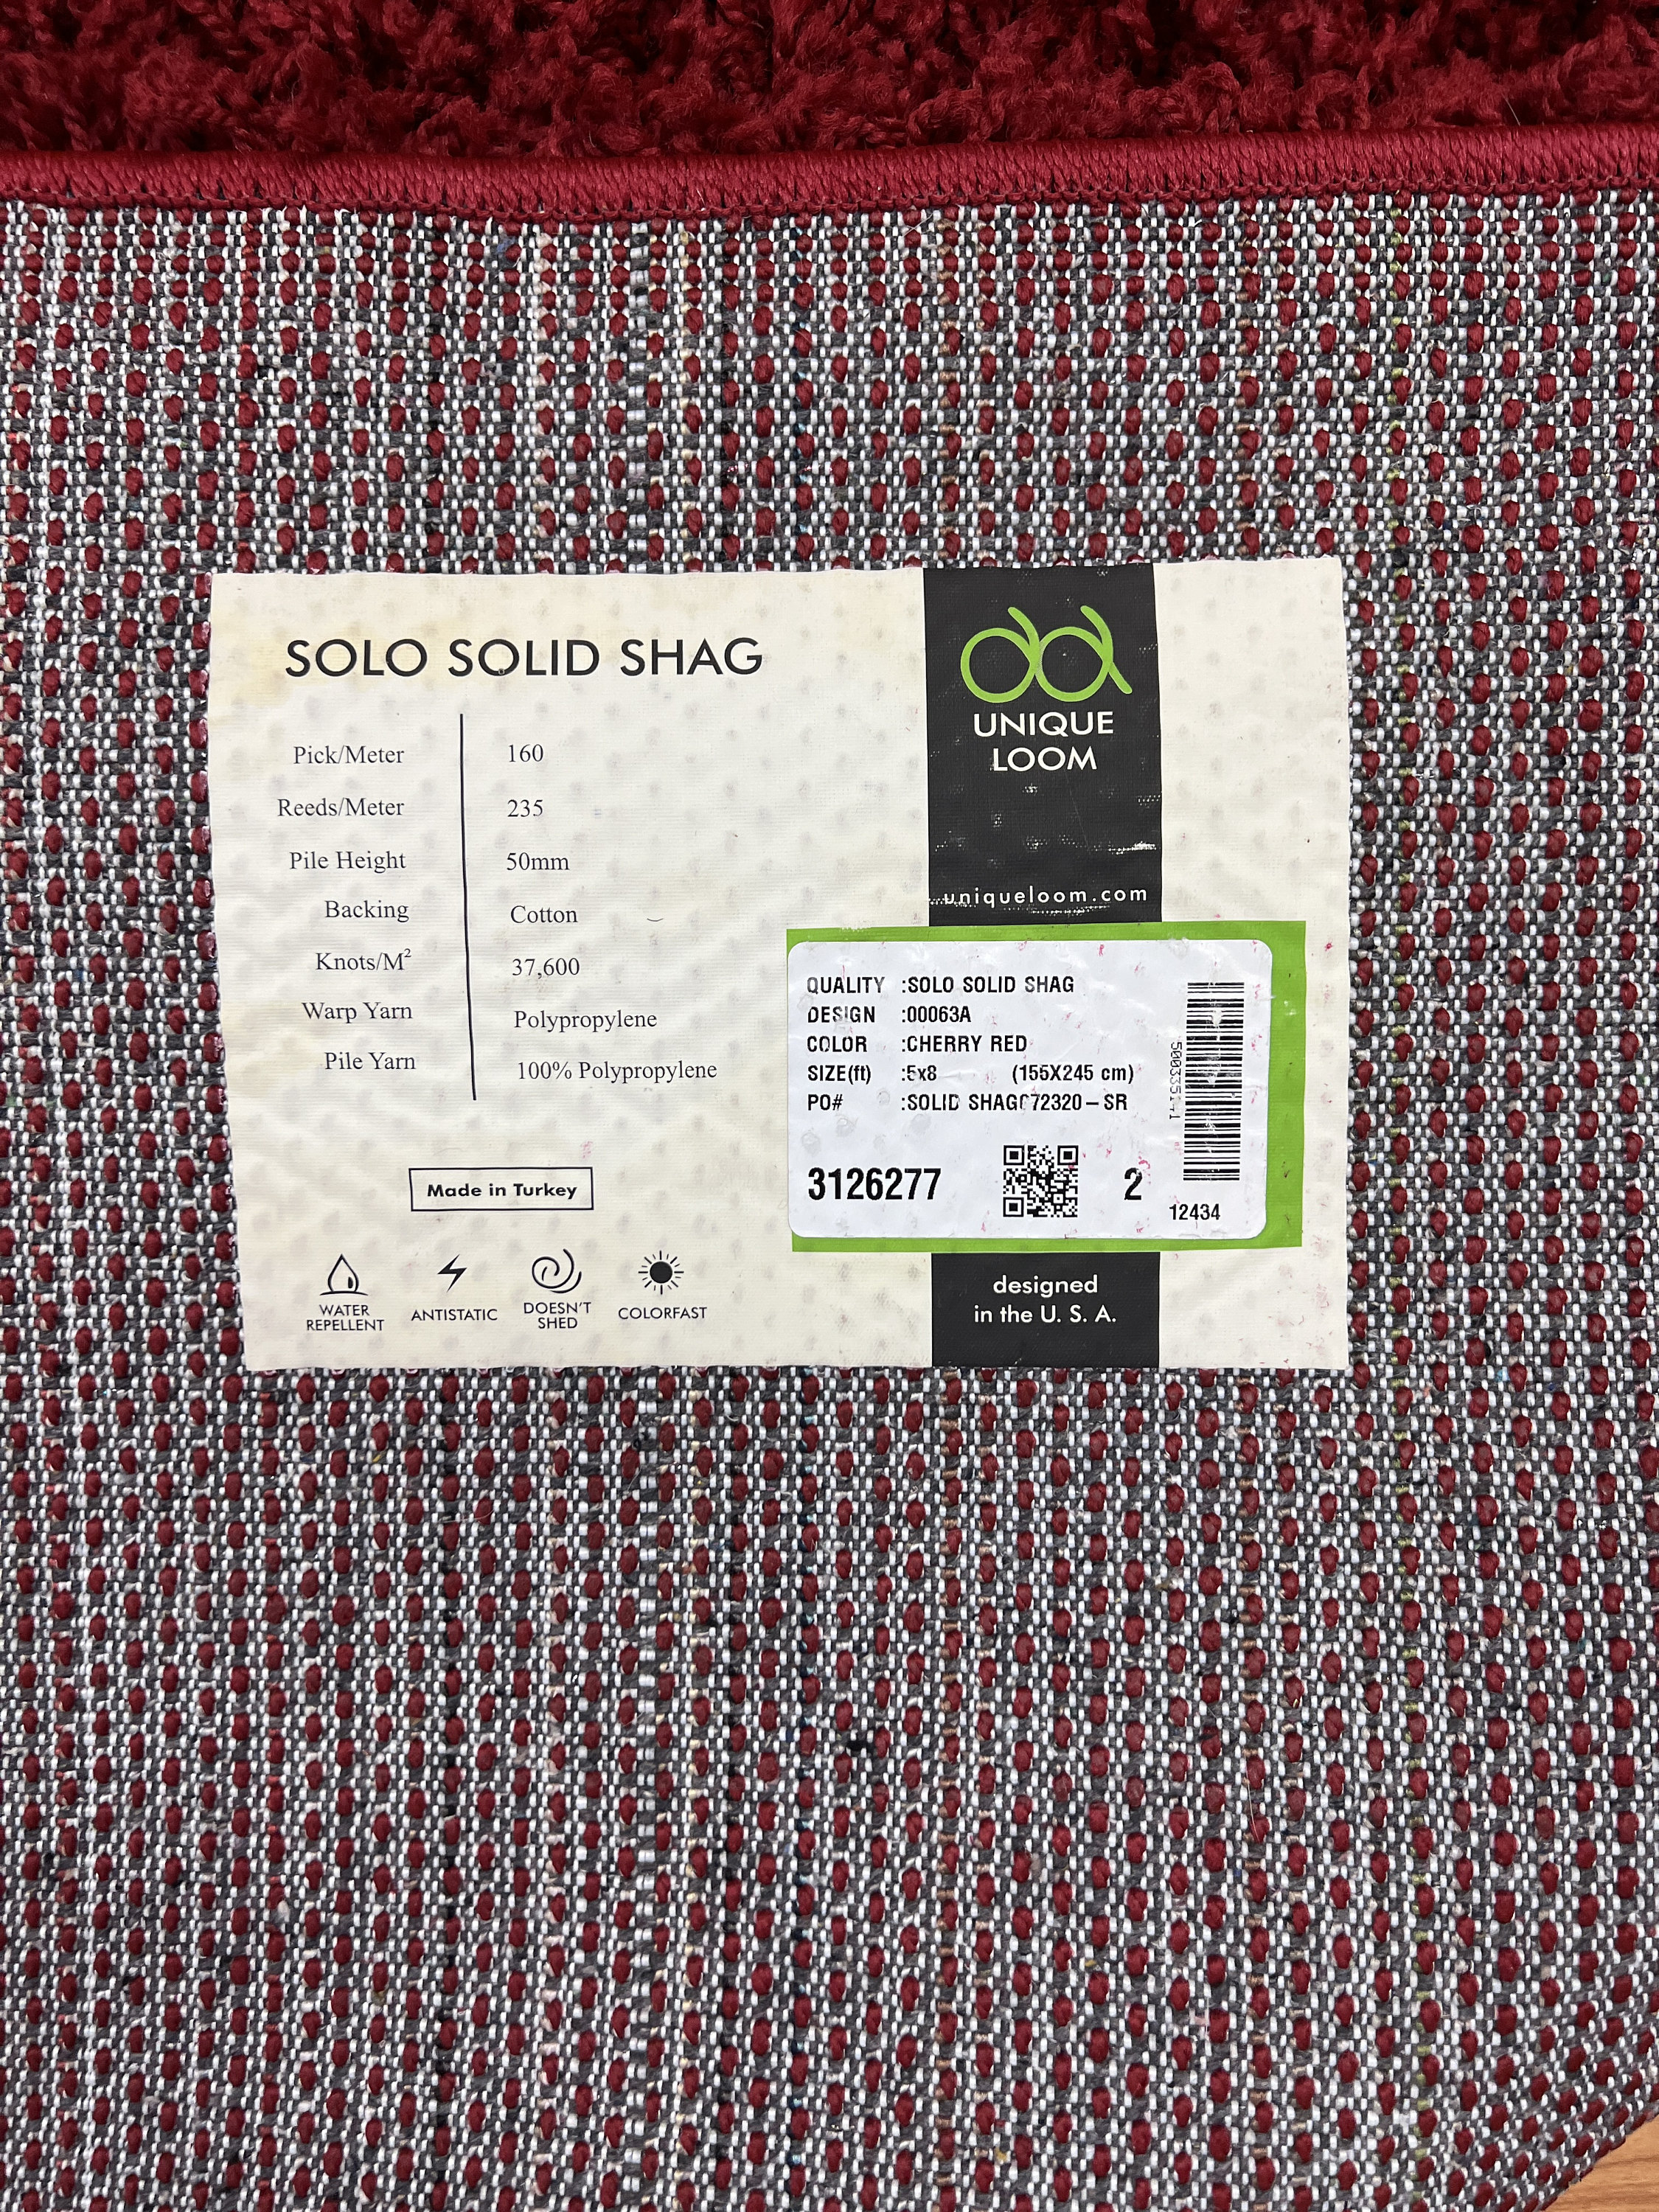 SOLO SOLID SHAG
Pick/Meter 160
Reeds/Meter 235
Pile Height 50mm
Backing Cotton
Knots/M² 37,600
Warp Yarn Polypropylene
Pile Yarn 100% Polypropylene
Made in Turkey
WATER
REPELLENT
ANTISTATIC
DOESN'T
SHED
COLORFAST
UNIQUE
LOOM
uniqueloom.com
QUALITY :SOLO SOLID SHAG
DESIGN :00063A
COLOR :CHERRY RED
SIZE(ft) :5x8 (155X245 cm)
PO# :SOLID
3126277
2
12434
designed
in the U. S. A.